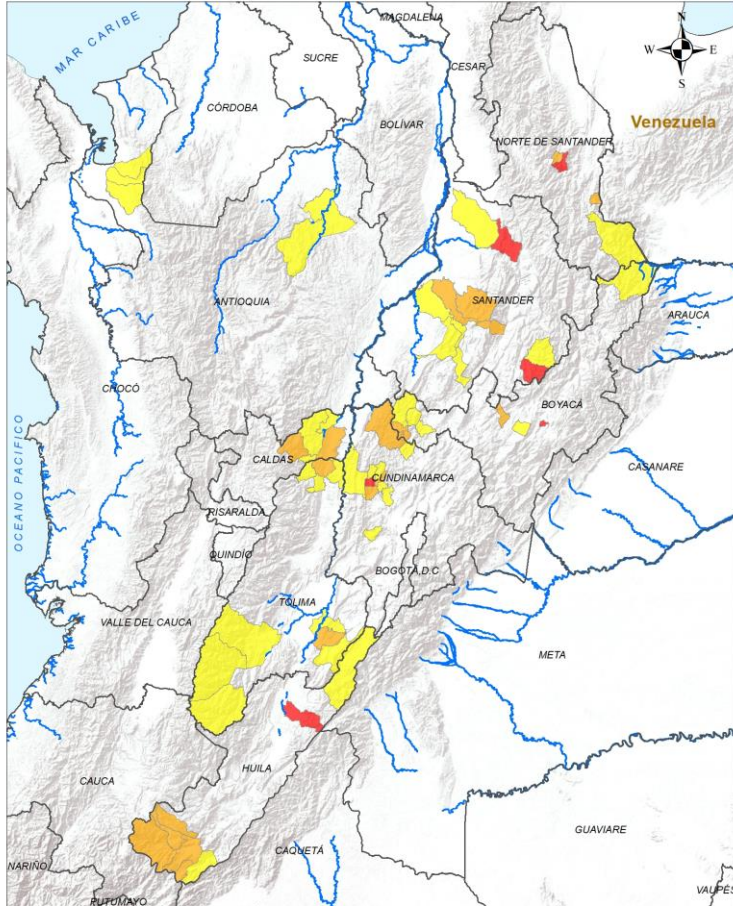 MAGDALENA
N
MAR CARIBE
SUCRE
CESAR
W
E
S
CÓRDOBA
BOLÍVAR
Venezuela
NORTE DE SANTANDER
ANTIOQUIA
SANTANDER
ARAUCA
CHOCÓ
BOYACÁ
OCEANO PACIFICO
CALDAS
CUNDINAMARCA
CASANARE
RISARALDA
QUINDÍO
BOGOTÁ,D.C
TOLIMA
VALLE DEL CAUCA
META
HUILA
CAUCA
GUAVIARE
NARIÑO
CAQUETÁ
PUTUMAYO
VAUPÉS